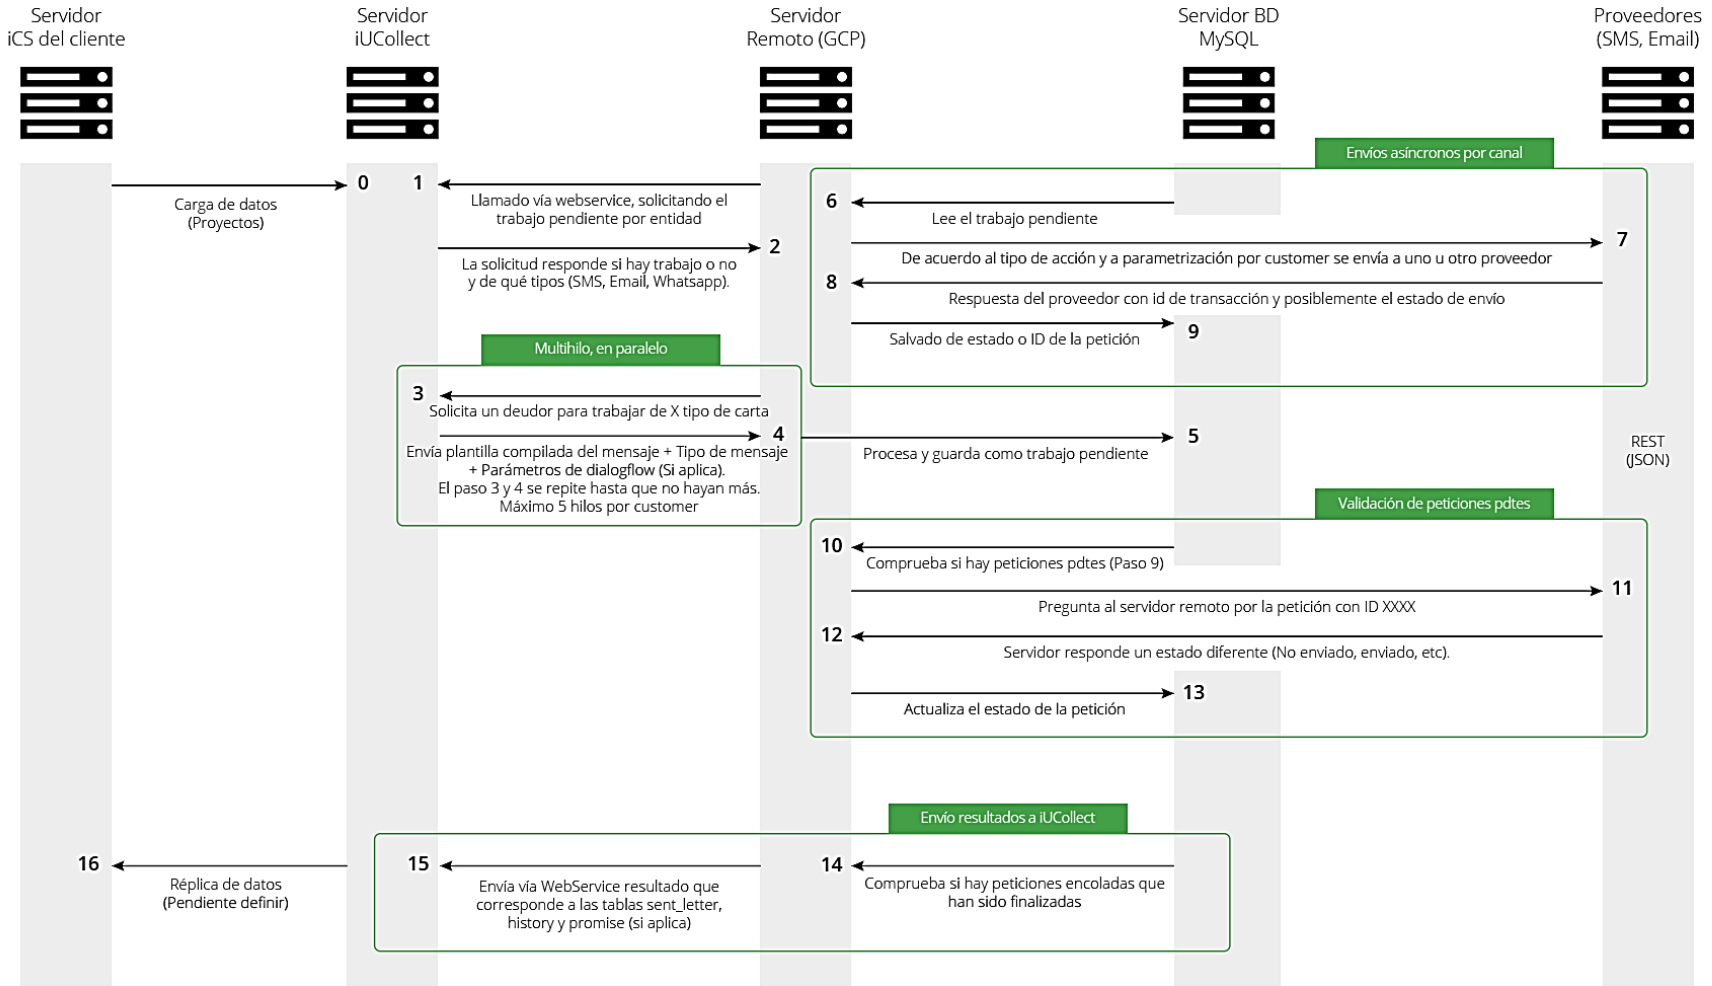 Servidor
iCS del cliente
Servidor
iUCollect
Servidor
Remoto (GCP)
Servidor BD
MySQL
Proveedores
(SMS, Email)
Envíos asíncronos por canal
0
Carga de datos
(Proyectos)
1
Llamado vía webservice, solicitando el
trabajo pendiente por entidad
2
La solicitud responde si hay trabajo o no
y de qué tipos (SMS, Email, Whatsapp).
6
Lee el trabajo pendiente
7
De acuerdo al tipo de acción y a parametrización por customer se envía a uno u otro proveedor
8
Respuesta del proveedor con id de transacción y posiblemente el estado de envío
9
Salvado de estado o ID de la petición
Multihilo, en paralelo
3
Solicita un deudor para trabajar de X tipo de carta
4
Envía plantilla compilada del mensaje + Tipo de mensaje
+ Parámetros de dialogflow (Si aplica).
El paso 3 y 4 se repite hasta que no hayan más.
Máximo 5 hilos por customer
5
Procesa y guarda como trabajo pendiente
REST
(JSON)
Validación de peticiones pdtes
10
Comprueba si hay peticiones pdtes (Paso 9)
11
Pregunta al servidor remoto por la petición con ID XXXX
12
Servidor responde un estado diferente (No enviado, enviado, etc).
13
Actualiza el estado de la petición
Envío resultados a iUCollect
16
Réplica de datos
(Pendiente definir)
15
Envía vía WebService resultado que
corresponde a las tablas sent_letter,
history y promise (si aplica)
14
Comprueba si hay peticiones encoladas que
han sido finalizadas